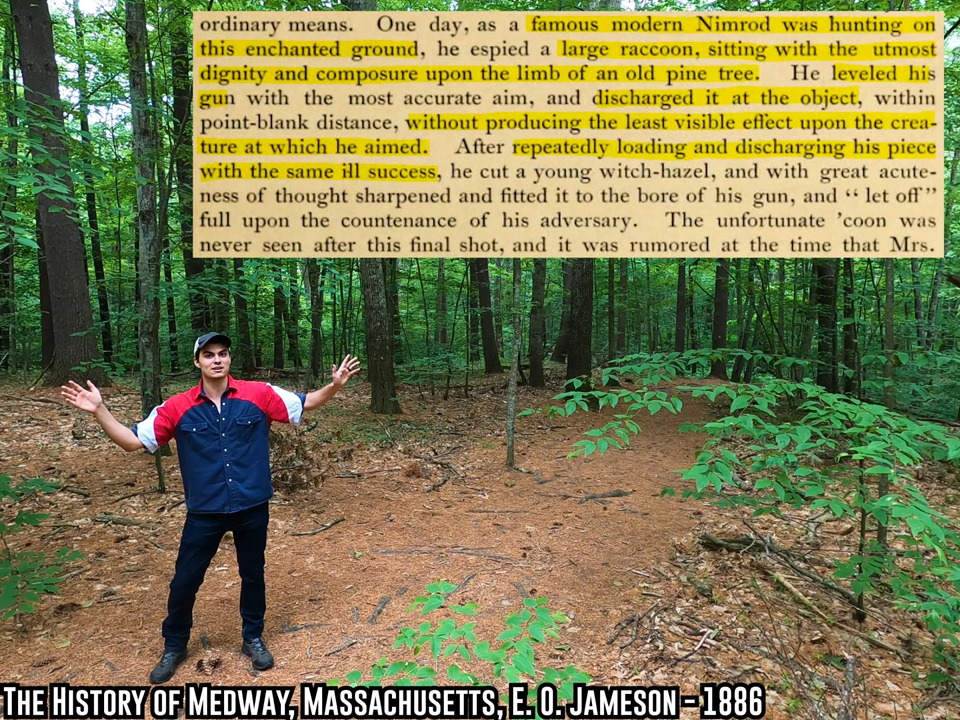 ordinary means. One day, as a famous modern Nimrod was hunting on
this enchanted ground, he espied a large raccoon, sitting with the utmost
dignity and composure upon the limb of an old pine tree. He leveled his
gun with the most accurate aim, and discharged it at the object, within
point-blank distance, without producing the least visible effect upon the crea-
ture at which he aimed. After repeatedly loading and discharging his piece
with the same ill success, he cut a young witch-hazel, and with great acute-
ness of thought sharpened and fitted it to the bore of his gun, and “ let off”
full upon the countenance of his adversary. The unfortunate ’coon was
never seen after this final shot, and it was rumored at the time that Mrs.
The History of Medway, Massachusetts, E. O. Jameson - 1886